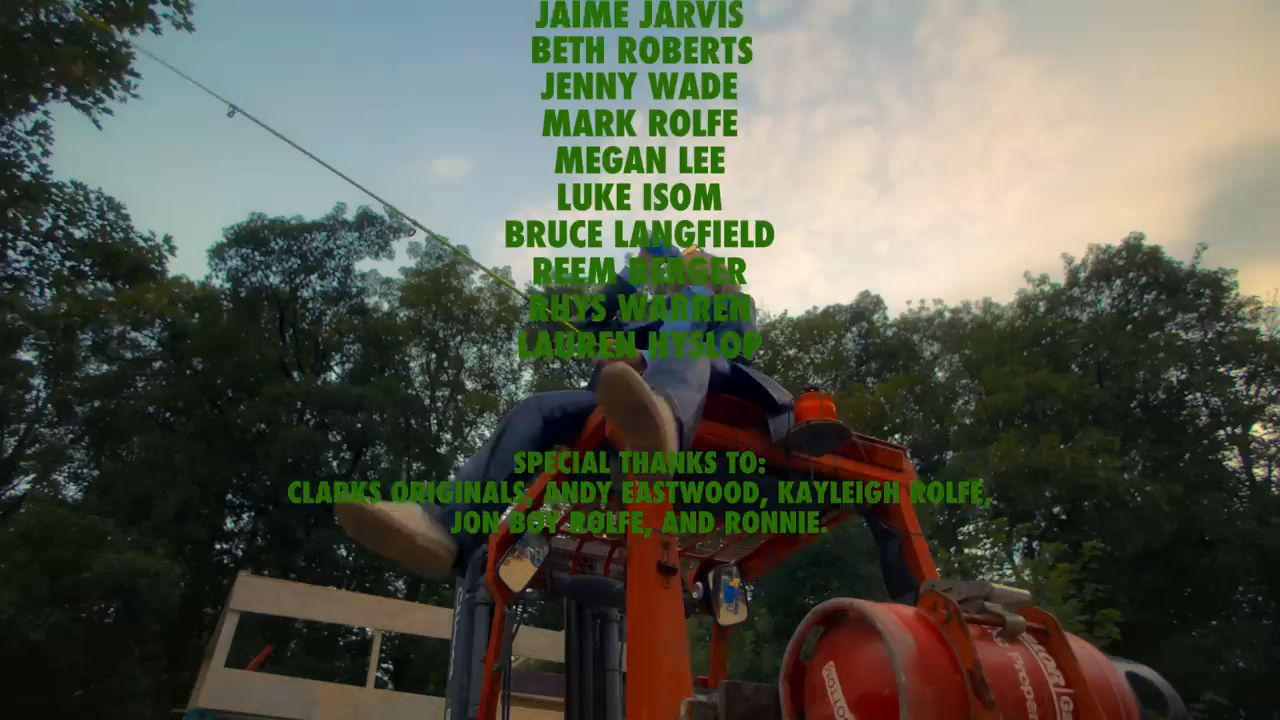 JAIME JARVIS
BETH ROBERTS
JENNY WADE
MARK ROLFE
MEGAN LEE
LUKE ISOM
BRUCE LANGFIELD
REEM BERGER
RHYS WARREN
LAUREN HYSLOP
SPECIAL THANKS TO:
CLARKS ORIGINALS, ANDY EASTWOOD, KAYLEIGH ROLFE,
JON BOY ROLFE, AND RONNIE.
BOTTOM